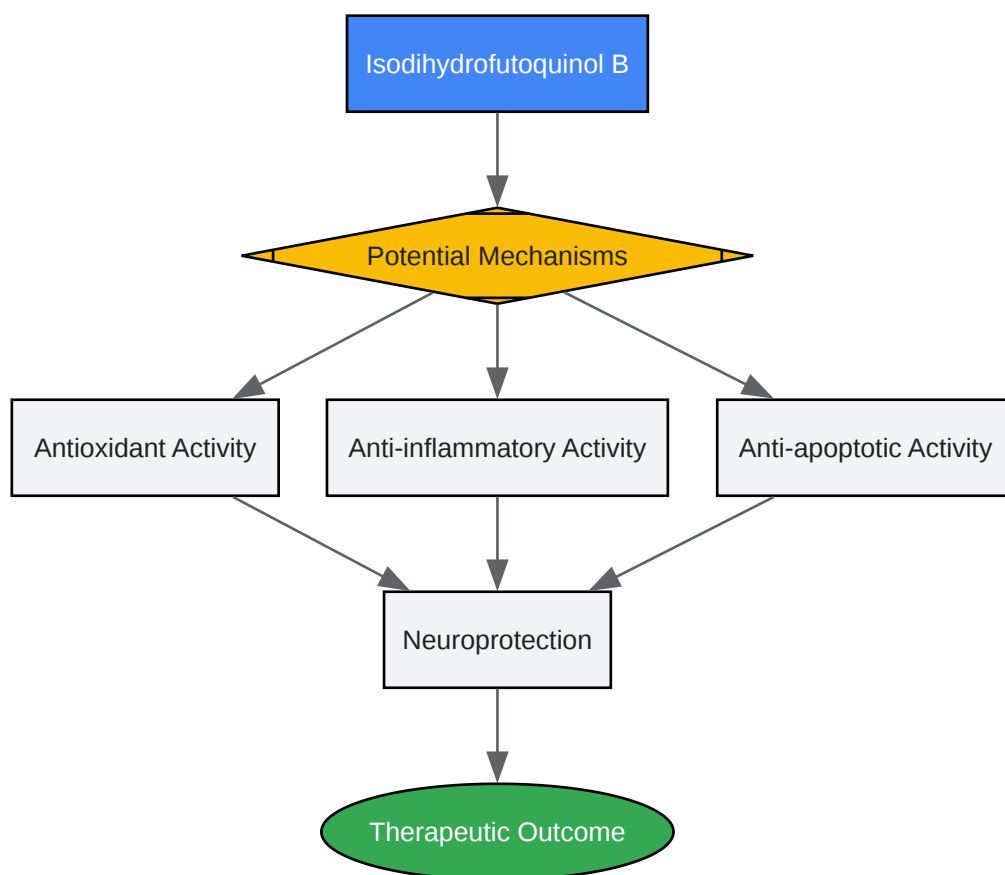 Isodihydrofutoquinol B
Potential Mechanisms
Antioxidant Activity
Anti-inflammatory Activity
Anti-apoptotic Activity
Neuroprotection
Therapeutic Outcome